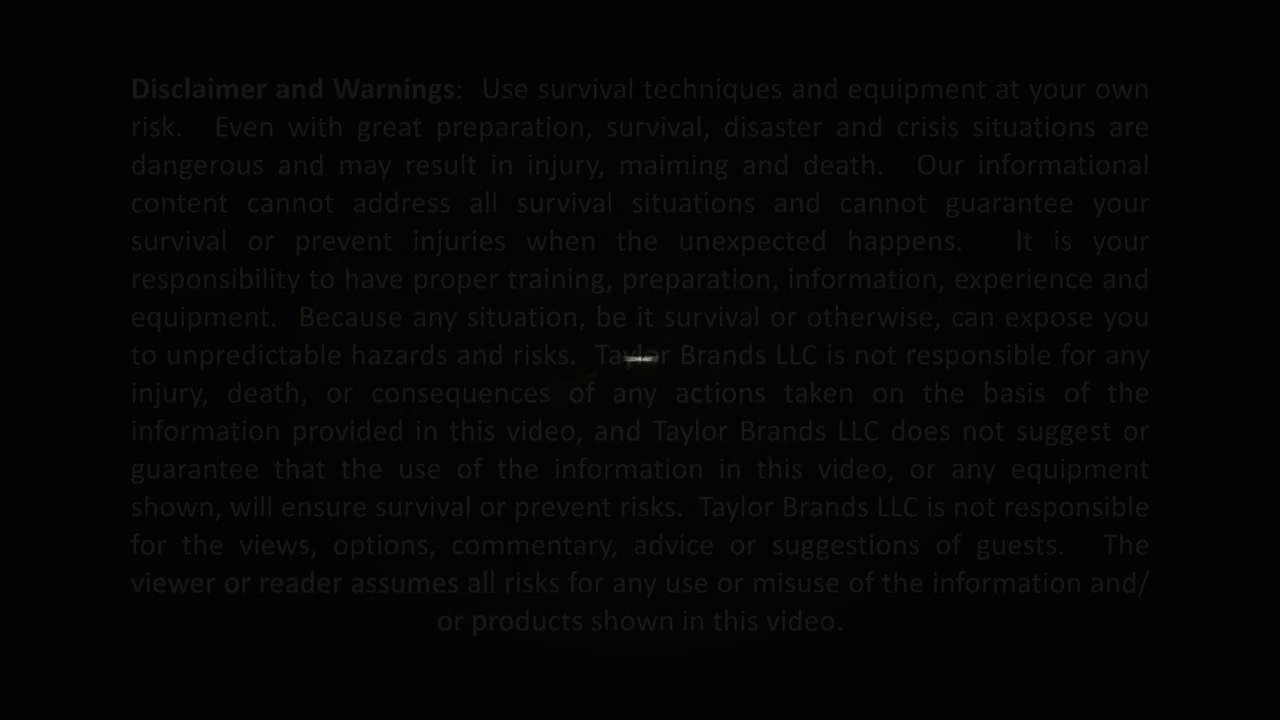 Disclaimer and Warnings: Use survival techniques and equipment at your own
risk. Even with great preparation, survival, disaster and crisis situations are
dangerous and may result in injury, maiming and death. Our informational
content cannot address all survival situations and cannot guarantee your
survival or prevent injuries when the unexpected happens. It is your
responsibility to have proper training, preparation, information, experience and
equipment. Because any situation, be it survival or otherwise, can expose you
to unpredictable hazards and risks. Taylor Brands LLC is not responsible for any
injury, death, or consequences of any actions taken on the basis of the
information provided in this video, and Taylor Brands LLC does not suggest or
guarantee that the use of the information in this video, or any equipment
shown, will ensure survival or prevent risks. Taylor Brands LLC is not responsible
for the views, options, commentary, advice or suggestions of guests. The
viewer or reader assumes all risks for any use or misuse of the information and/
or products shown in this video.